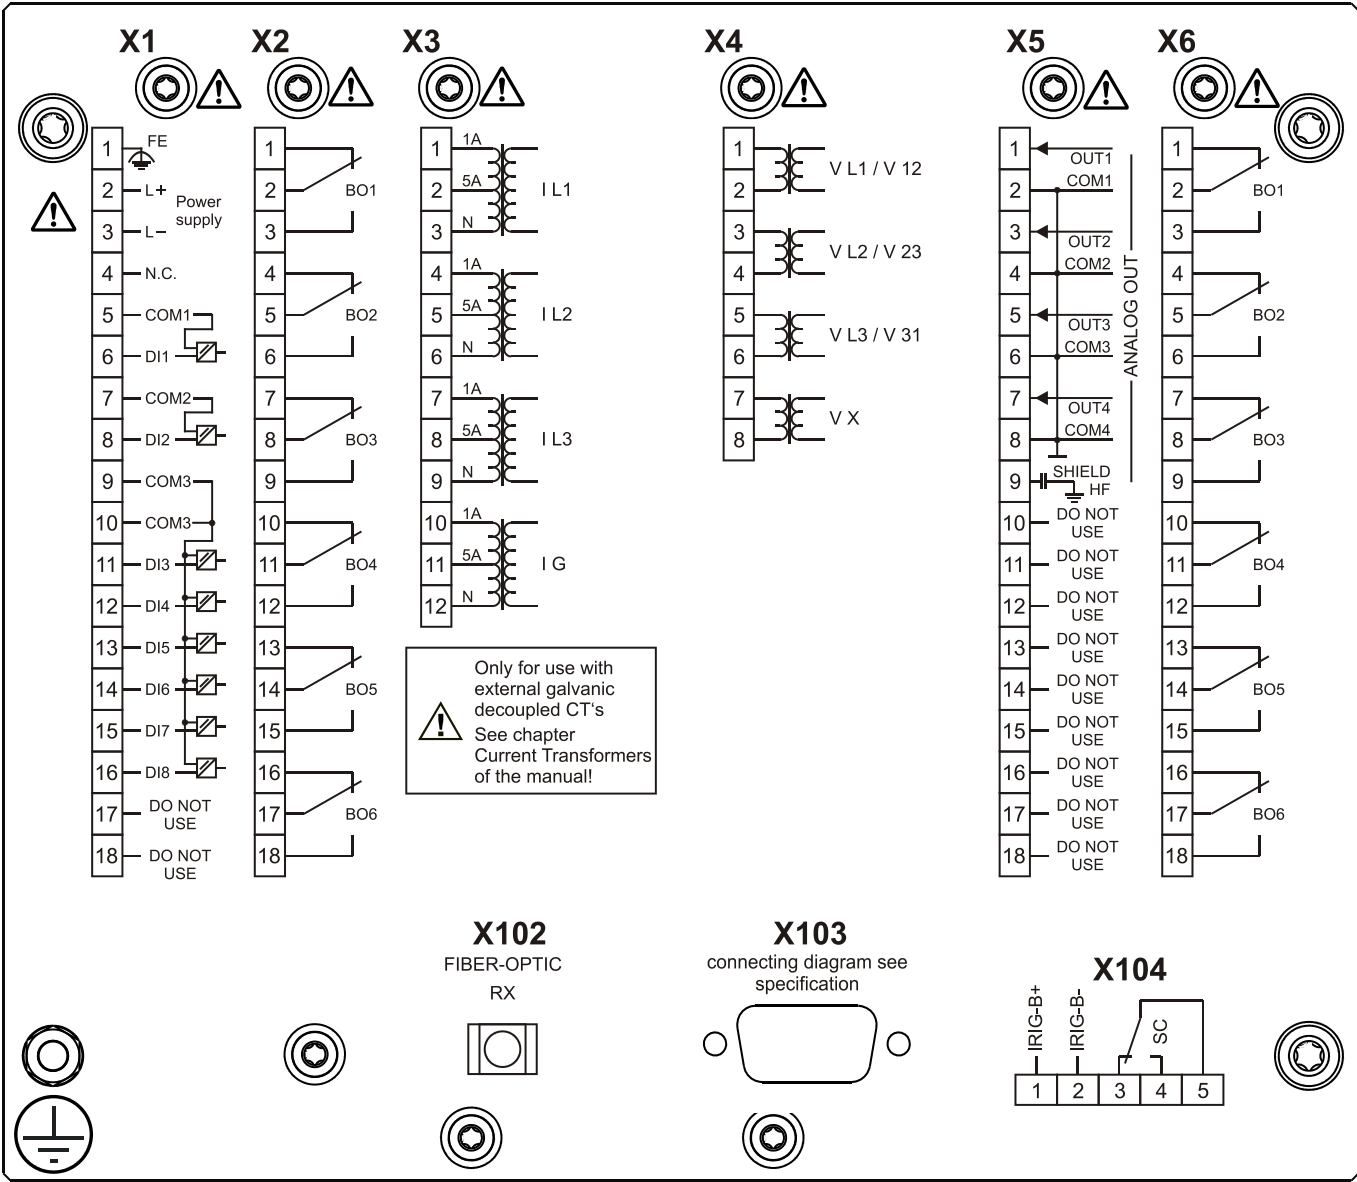 X1 X2 X3 X4 X5 X6
1 FE
2 L+
3 L−
Power
supply
4 N.C.
5 COM1
6 DI1
7 COM2
8 DI2
9 COM3
10 COM3
11 DI3
12 DI4
13 DI5
14 DI6
15 DI7
16 DI8
17 DO NOT
USE
18 DO NOT
USE
1
2 BO1
3
4
5 BO2
6
7
8 BO3
9
10
11 BO4
12
13
14 BO5
15
16
17 BO6
18
1 1A
2 5A I L1
3 N
4 1A
5 5A I L2
6 N
7 1A
8 5A I L3
9 N
10 1A
11 5A I G
12 N
Only for use with
external galvanic
decoupled CT‘s
See chapter
Current Transformers
of the manual!
1
V L1 / V 12
2
3
V L2 / V 23
4
5
V L3 / V 31
6
7
V X
8
1 OUT1
2 COM1
3 OUT2
4 COM2
5 OUT3
6 COM3
7 OUT4
8 COM4
ANALOG OUT
9 SHIELD
HF
10 DO NOT
USE
11 DO NOT
USE
12 DO NOT
USE
13 DO NOT
USE
14 DO NOT
USE
15 DO NOT
USE
16 DO NOT
USE
17 DO NOT
USE
18 DO NOT
USE
1
2 BO1
3
4
5 BO2
6
7
8 BO3
9
10
11 BO4
12
13
14 BO5
15
16
17 BO6
18
X102
FIBER-OPTIC
RX
X103
connecting diagram see
specification
X104
IRIG-B+
IRIG-B-
SC
1 2 3 4 5